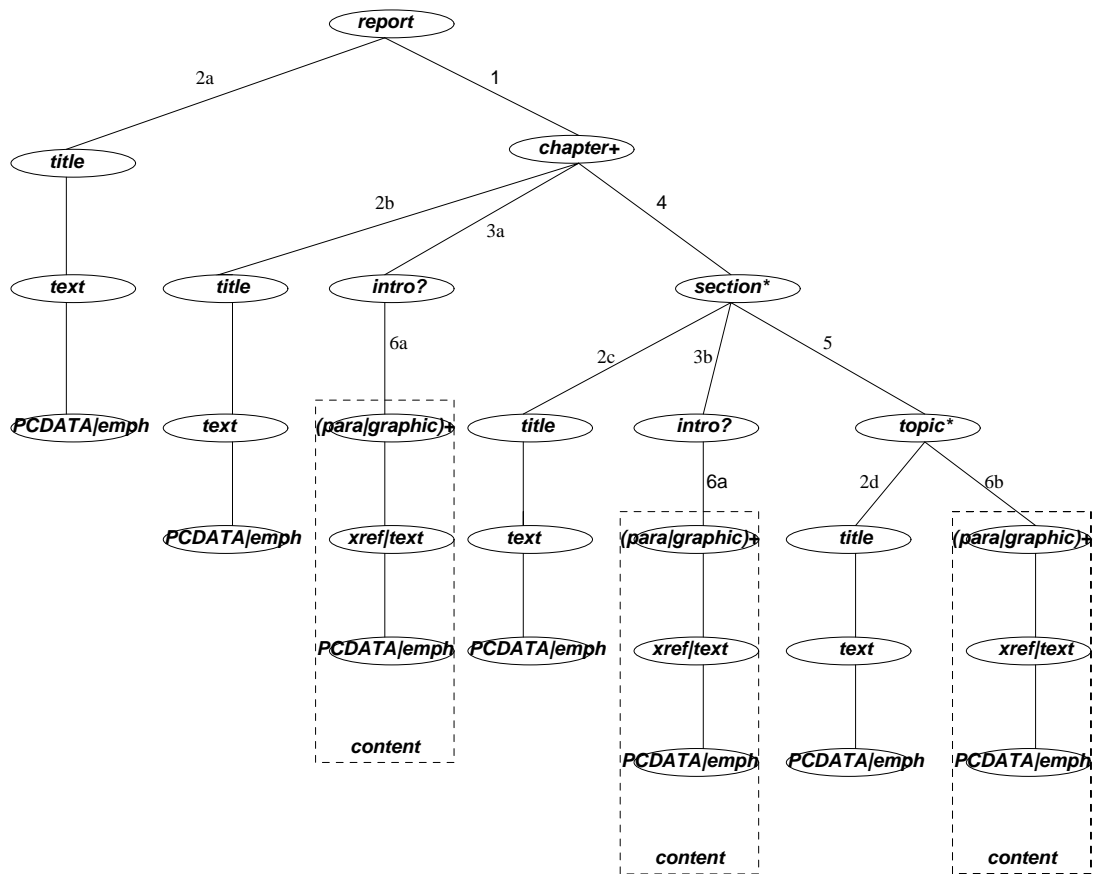 report
2a 1
title chapter+
2b 3a 4
text title intro? section*
6a 2c 3b 5
PCDATA|emph text (para|graphic)+ title intro? topic*
6a 2d 6b
PCDATA|emph xref|text text (para|graphic)+ title (para|graphic)+
PCDATA|emph PCDATA|emph xref|text text xref|text
content PCDATA|emph PCDATA|emph PCDATA|emph
content content